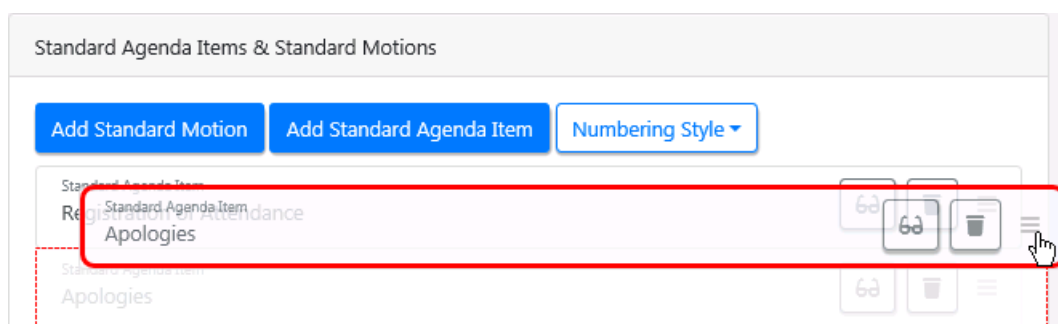 Standard Agenda Items & Standard Motions
Add Standard Motion Add Standard Agenda Item Numbering Style
Standard Agenda Item
Registration of Attendance
Standard Agenda Item
Apologies
Standard Agenda Item
Apologies